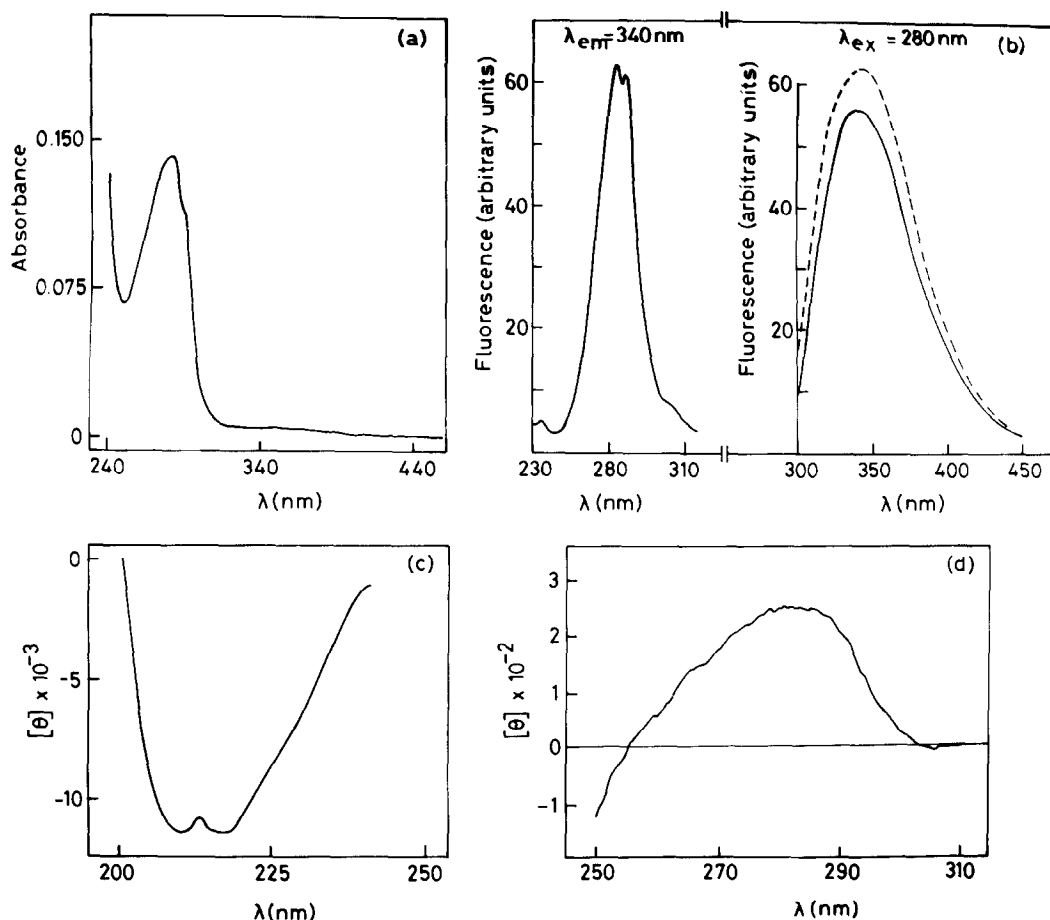 (a)
Absorbance
0.150
0.075
0
240
340
440
λ(nm)
λem=340nm
Fluorescence (arbitrary units)
60
40
20
230
280
310
λ(nm)
λex=280nm
(b)
Fluorescence (arbitrary units)
60
40
20
300
350
400
450
λ(nm)
(c)
[θ] x 10⁻³
0
-5
-10
200
225
250
λ(nm)
(d)
[θ] x 10⁻²
3
2
1
0
-1
250
270
290
310
λ(nm)